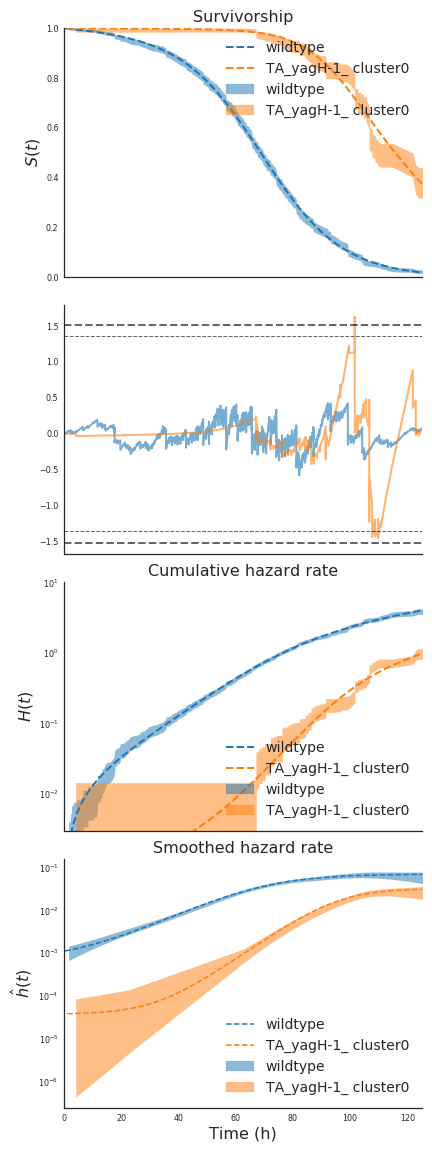 Survivorship
1.0
0.8
0.6
0.4
0.2
0.0
S(t)
wildtype
TA_yagH-1_ cluster0
wildtype
TA_yagH-1_ cluster0
1.5
1.0
0.5
0.0
−0.5
−1.0
−1.5
Cumulative hazard rate
10¹
10⁰
10⁻¹
10⁻²
H(t)
wildtype
TA_yagH-1_ cluster0
wildtype
TA_yagH-1_ cluster0
Smoothed hazard rate
10⁻¹
10⁻²
10⁻³
10⁻⁴
10⁻⁵
10⁻⁶
ĥ(t)
wildtype
TA_yagH-1_ cluster0
wildtype
TA_yagH-1_ cluster0
0 20 40 60 80 100 120
Time (h)